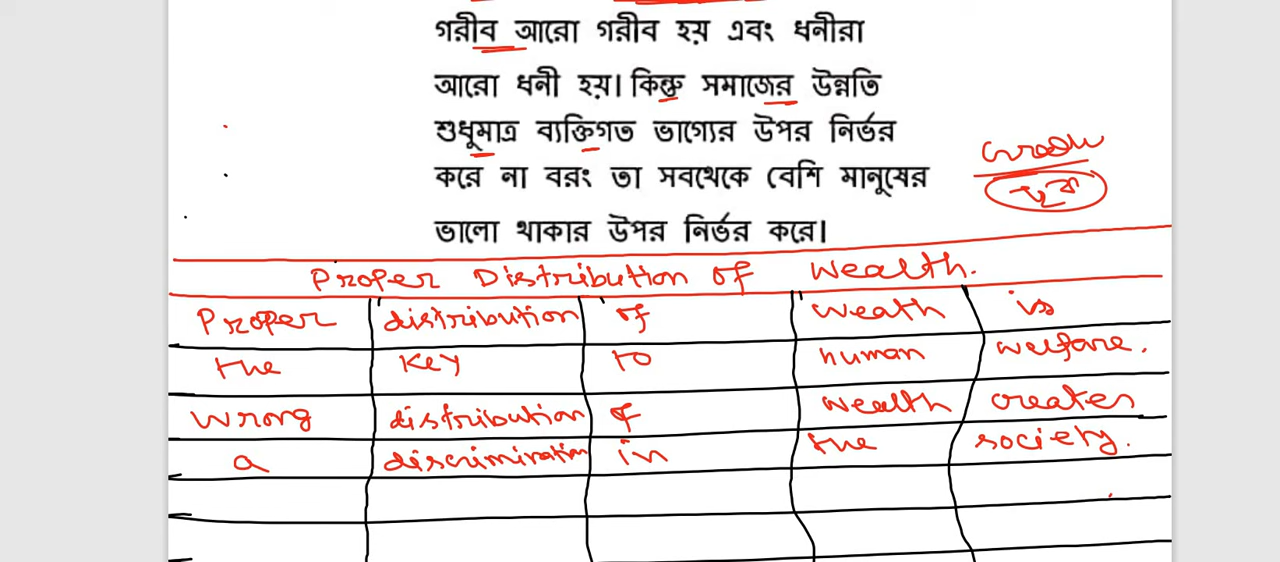 গরীব আরো গরীব হয় এবং ধনীরা
আরো ধনী হয়। কিন্তু সমাজের উন্নতি
শুধুমাত্র ব্যক্তিগত ভাগ্যের উপর নির্ভর
করে না বরং তা সবথেকে বেশি মানুষের
ভালো থাকার উপর নির্ভর করে।
Proper Distribution of Wealth.
Proper distribution of weath is
the key to human welfare.
wrong distribution of wealth creates
a discrimination in the society.